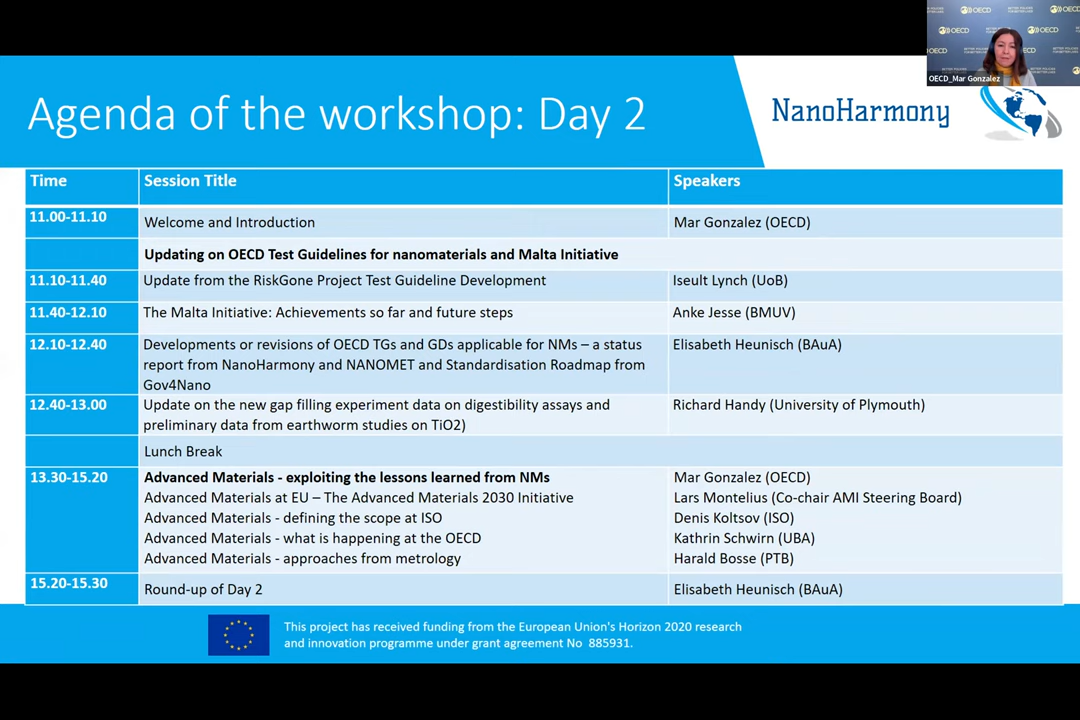 OECD
OECD
OECD
OECD
OECD
OECD_Mar Gonzalez
Agenda of the workshop: Day 2
NanoHarmony
Time Session Title Speakers
11.00-11.10 Welcome and Introduction Mar Gonzalez (OECD)
Updating on OECD Test Guidelines for nanomaterials and Malta Initiative
11.10-11.40 Update from the RiskGone Project Test Guideline Development Iseult Lynch (UoB)
11.40-12.10 The Malta Initiative: Achievements so far and future steps Anke Jesse (BMUV)
12.10-12.40 Developments or revisions of OECD TGs and GDs applicable for NMs – a status Elisabeth Heunisch (BAuA)
report from NanoHarmony and NANOMET and Standardisation Roadmap from
Gov4Nano
12.40-13.00 Update on the new gap filling experiment data on digestibility assays and Richard Handy (University of Plymouth)
preliminary data from earthworm studies on TiO2)
Lunch Break
13.30-15.20 Advanced Materials - exploiting the lessons learned from NMs Mar Gonzalez (OECD)
Advanced Materials at EU – The Advanced Materials 2030 Initiative Lars Montelius (Co-chair AMI Steering Board)
Advanced Materials - defining the scope at ISO Denis Koltsov (ISO)
Advanced Materials - what is happening at the OECD Kathrin Schwirn (UBA)
Advanced Materials - approaches from metrology Harald Bosse (PTB)
15.20-15.30 Round-up of Day 2 Elisabeth Heunisch (BAuA)
This project has received funding from the European Union's Horizon 2020 research
and innovation programme under grant agreement No 885931.